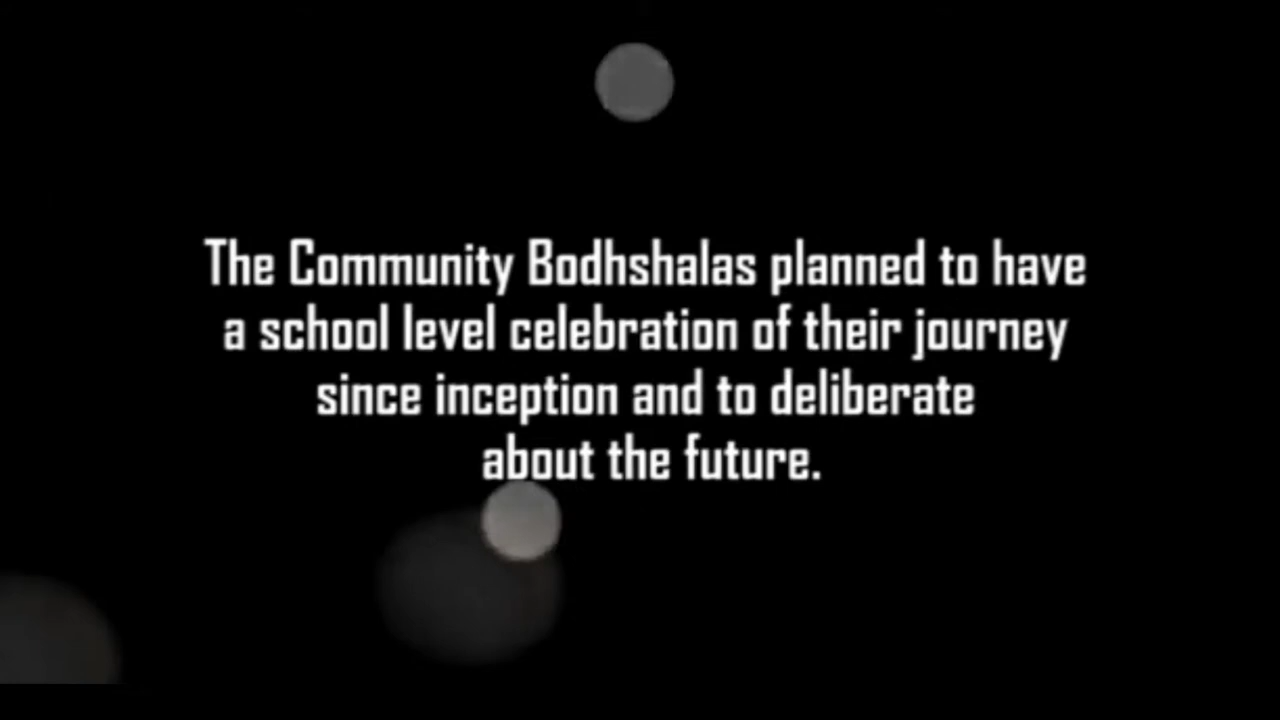 The Community Bodhshalas planned to have
a school level celebration of their journey
since inception and to deliberate
about the future.